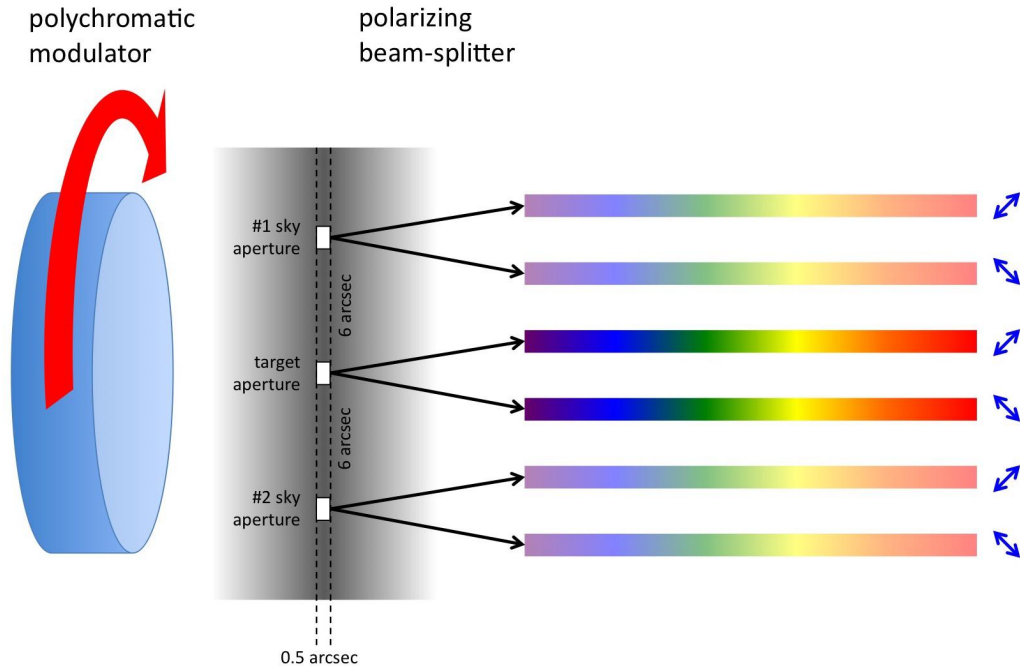 polychromatic
modulator
polarizing
beam-splitter
#1 sky
aperture
6 arcsec
target
aperture
6 arcsec
#2 sky
aperture
0.5 arcsec